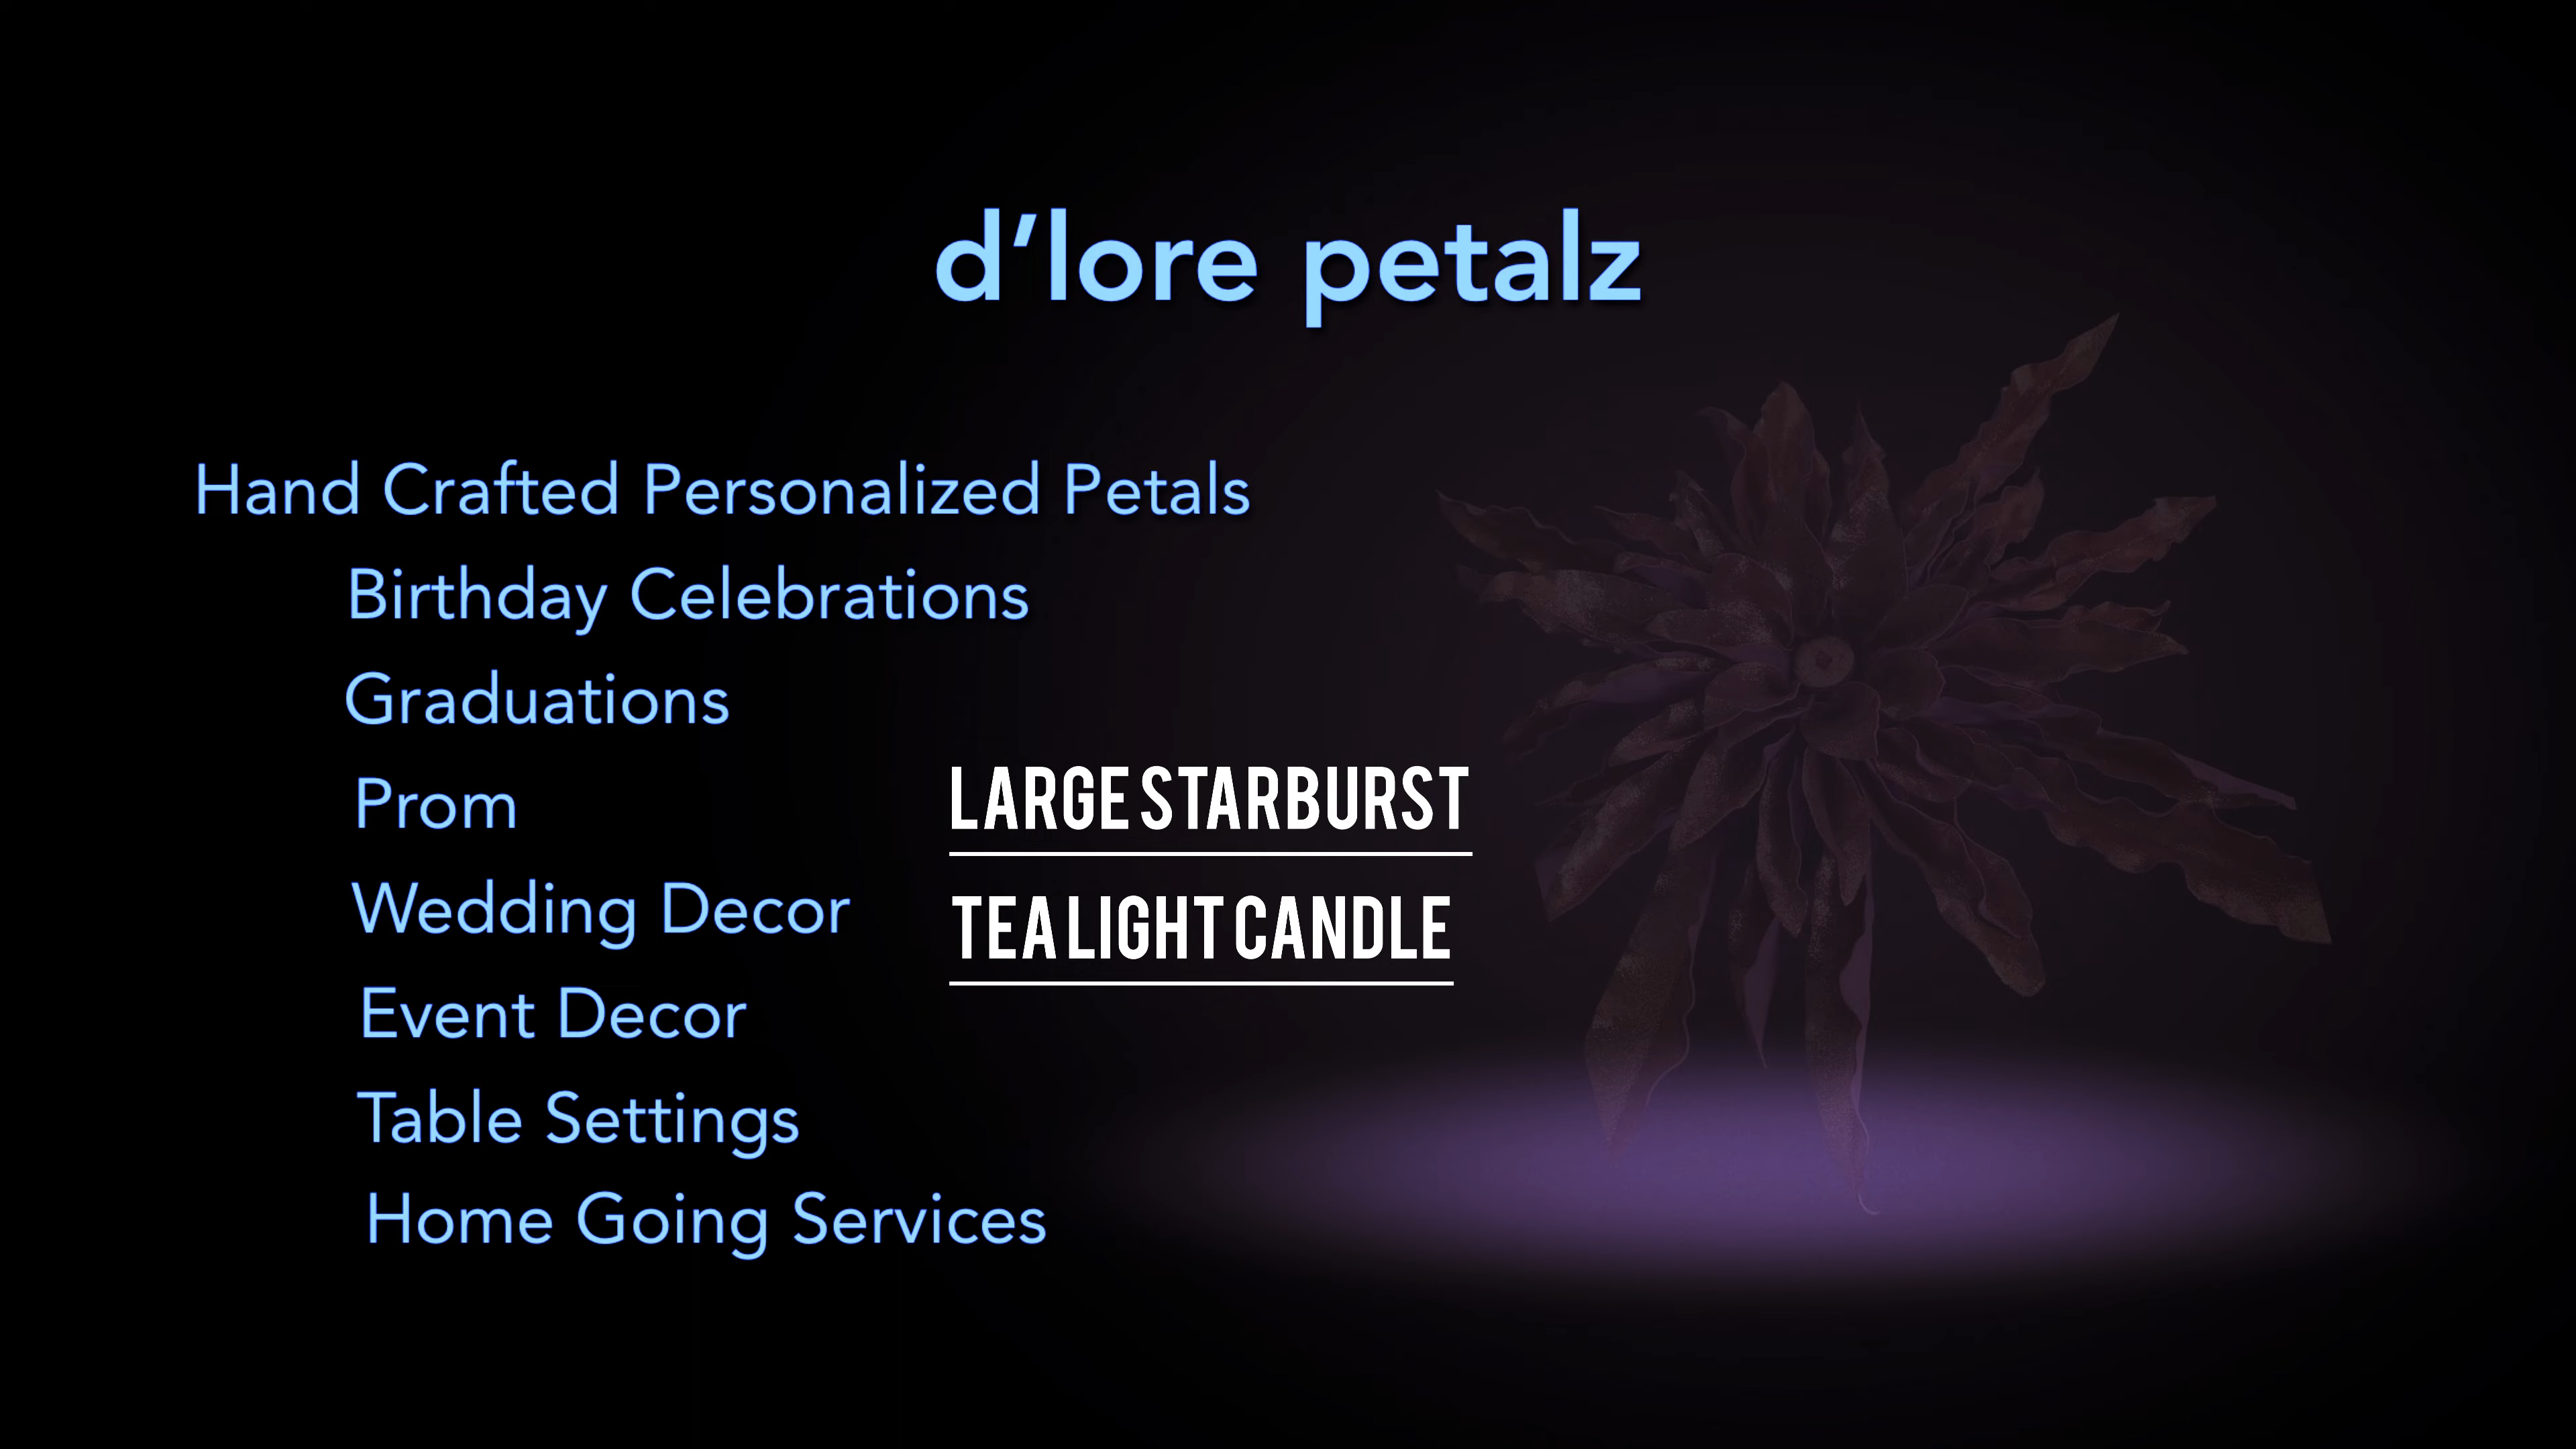 d’lore petalz
Hand Crafted Personalized Petals
Birthday Celebrations
Graduations
Prom
Wedding Decor
Event Decor
Table Settings
Home Going Services
LARGE STARBURST
TEA LIGHT CANDLE